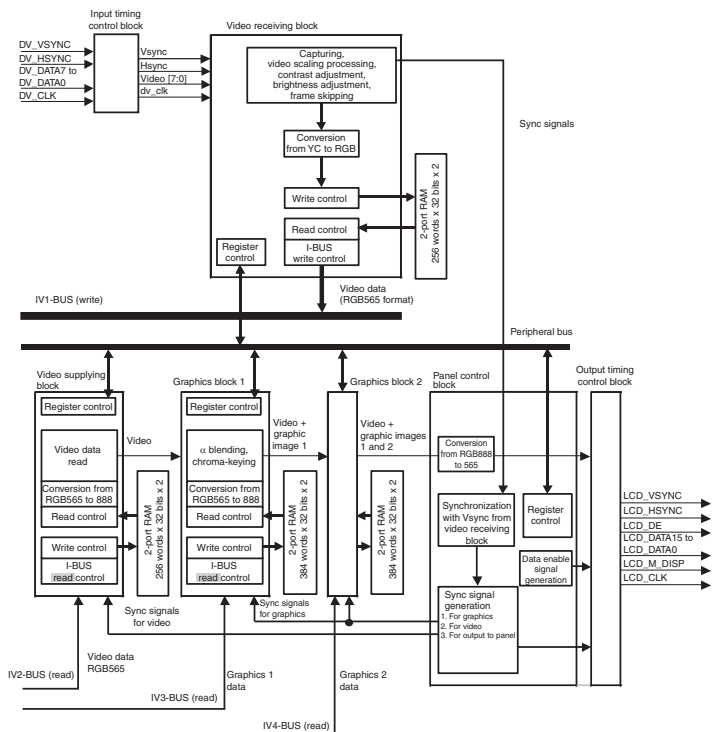 Input timing
control block
Video receiving block
DV_VSYNC
DV_HSYNC
DV_DATA7 to
DV_DATA0
DV_CLK
Vsync
Hsync
Video [7:0]
dv_clk
Capturing,
video scaling processing,
contrast adjustment,
brightness adjustment,
frame skipping
Sync signals
Conversion
from YC to RGB
Write control
Read control
I-BUS
write control
2-port RAM
256 words x 32 bits x 2
Register
control
Video data
(RGB565 format)
IV1-BUS (write)
Peripheral bus
Video supplying
block
Graphics block 1
Graphics block 2
Panel control
block
Output timing
control block
Register control
Video data
read
Conversion from
RGB565 to 888
Read control
Write control
I-BUS
read control
Video
2-port RAM
256 words x 32 bits x 2
Register control
α blending,
chroma-keying
Conversion from
RGB565 to 888
Read control
Write control
I-BUS
read control
Video +
graphic
image 1
2-port RAM
384 words x 32 bits x 2
Video +
graphic images
1 and 2
2-port RAM
384 words x 32 bits x 2
Conversion
from RGB888
to 565
Synchronization
with Vsync from
video receiving
block
Register
control
Data enable
signal
generation
Sync signal
generation
1. For graphics
2. For video
3. For output to panel
LCD_VSYNC
LCD_HSYNC
LCD_DE
LCD_DATA15 to
LCD_DATA0
LCD_M_DISP
LCD_CLK
Sync signals
for video
Sync signals
for graphics
Video data
RGB565
IV2-BUS (read)
Graphics 1
data
IV3-BUS (read)
Graphics 2
data
IV4-BUS (read)